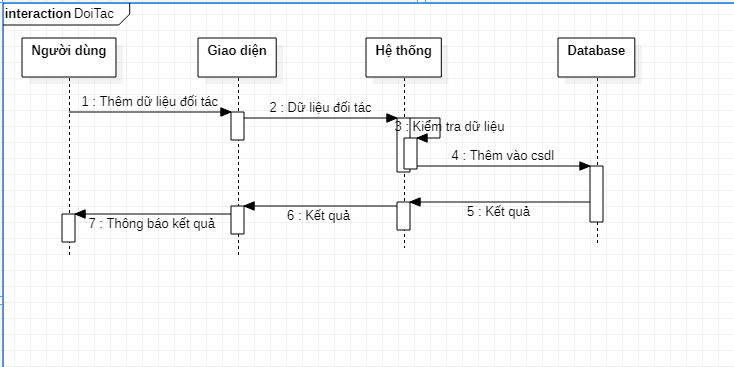 interaction DoiTac
Người dùng
Giao diện
Hệ thống
Database
1 : Thêm dữ liệu đối tác
2 : Dữ liệu đối tác
3 : Kiểm tra dữ liệu
4 : Thêm vào csdl
5 : Kết quả
6 : Kết quả
7 : Thông báo kết quả